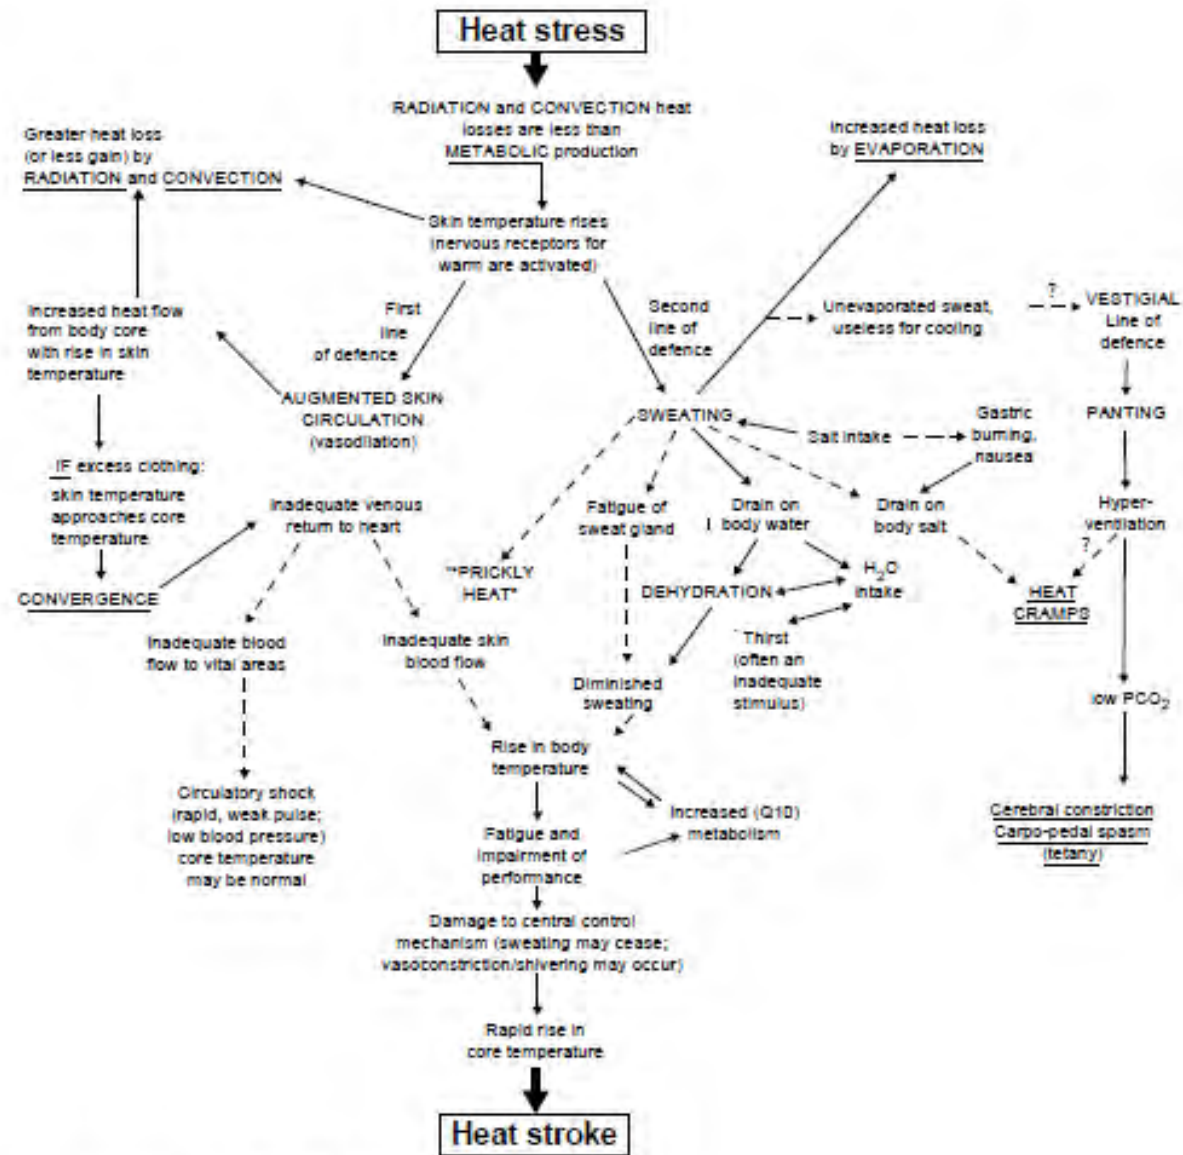 Heat stress
RADIATION and CONVECTION heat
losses are less than
METABOLIC production
Greater heat loss
(or less gain) by
RADIATION and CONVECTION
Increased heat loss
by EVAPORATION
Skin temperature rises
(nervous receptors for
warm are activated)
First
line
of defence
Second
line of
defence
Increased heat flow
from body core
with rise in skin
temperature
Unevaporated sweat,
useless for cooling
?
VESTIGIAL
Line of
defence
AUGMENTED SKIN
CIRCULATION
(vasodilation)
SWEATING
Salt intake
Gastric
burning,
nausea
PANTING
IF excess clothing:
skin temperature
approaches core
temperature
Inadequate venous
return to heart
Fatigue of
sweat gland
Drain on
body water
Drain on
body salt
Hyper-
ventilation
?
CONVERGENCE
"*PRICKLY
HEAT"
DEHYDRATION
H2O
intake
HEAT
CRAMPS
Inadequate blood
flow to vital areas
Inadequate skin
blood flow
Diminished
sweating
Thirst
(often an
inadequate
stimulus)
low PCO2
Rise in body
temperature
Circulatory shock
(rapid, weak pulse;
low blood pressure)
core temperature
may be normal
Increased (Q10)
metabolism
Cerebral constriction
Carpo-pedal spasm
(tetany)
Fatigue and
impairment of
performance
Damage to central control
mechanism (sweating may cease;
vasoconstriction/shivering may occur)
Rapid rise in
core temperature
Heat stroke